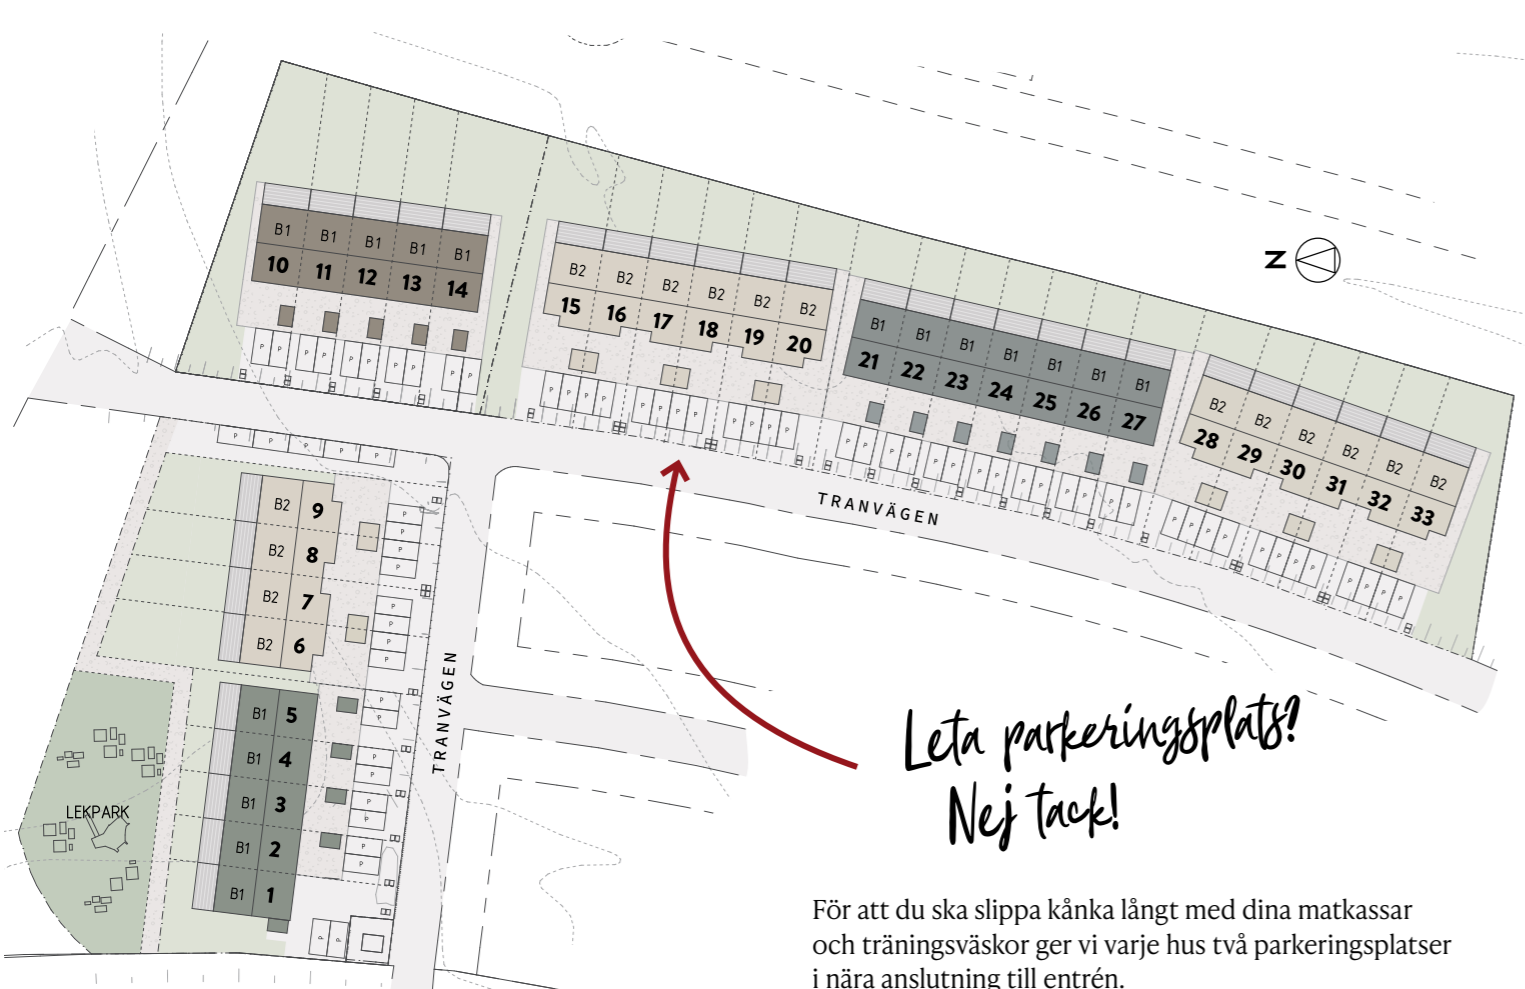 B1 B1 B1 B1 B1
10 11 12 13 14
B2 B2 B2 B2 B2 B2
15 16 17 18 19 20
B1 B1 B1 B1 B1 B1 B1
21 22 23 24 25 26 27
B2 B2 B2 B2 B2 B2
28 29 30 31 32 33
N
P P P P P P P P P P
P P P P P P P P P P P P
P P P P P P P P P P P P P P
P P P P P P P P P P P P
P P P P P
TRANVÄGEN
B2 9
B2 8
B2 7
B2 6
P P P P
P P P P
TRANVÄGEN
B1 5
B1 4
B1 3
B1 2
B1 1
P P
P P
P P
P P
P P
LEKPARK
Leta parkeringsplats?
Nej tack!
För att du ska slippa kånka långt med dina matkassar
och träningsväskor ger vi varje hus två parkeringsplatser
i nära anslutning till entrén.